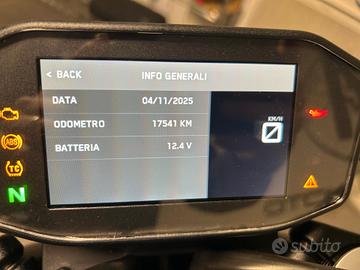 < BACK
INFO GENERALI
DATA 04/11/2025
ODOMETRO 17541 KM
BATTERIA 12.4 V
KM/H
0
ABS
TC
N
subito